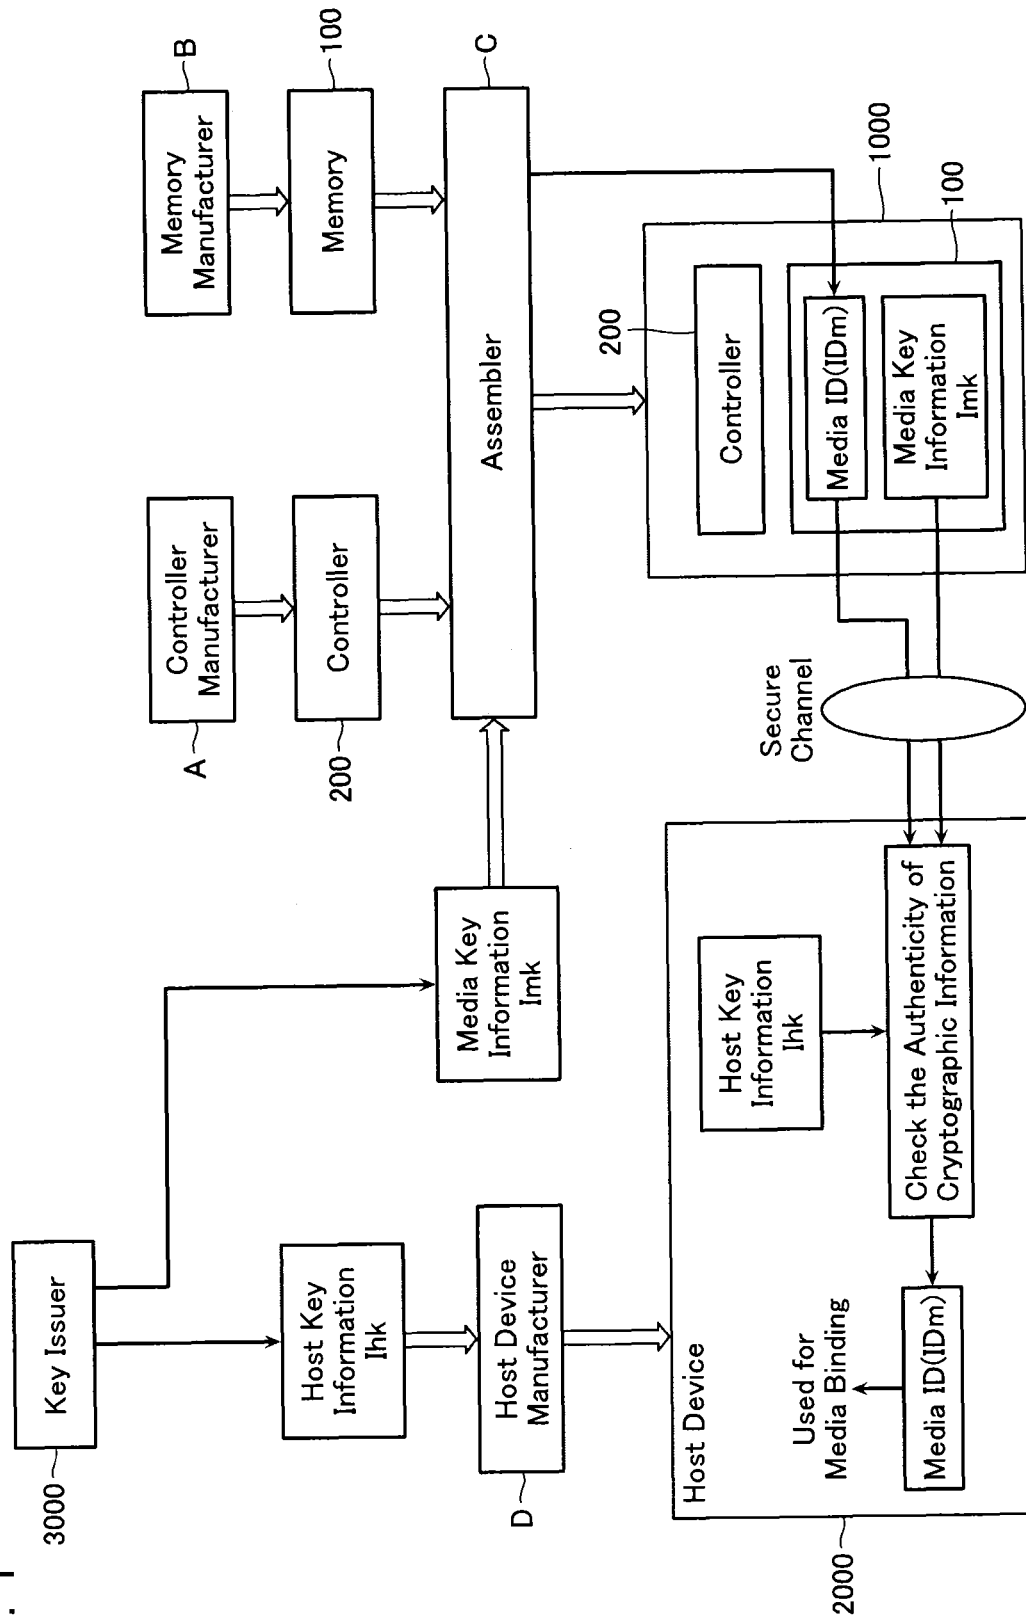 3000
Key Issuer
A
Controller
Manufacturer
Memory
Manufacturer
B
Host Key
Information
Ihk
200
Controller
Memory
100
D
Host Device
Manufacturer
Media Key
Information
Imk
Assembler
C
Host Device
2000
Used for
Media Binding
Media ID(IDm)
Host Key
Information
Ihk
Check the Authenticity of
Cryptographic Information
Secure
Channel
200
Controller
1000
Media ID(IDm)
100
Media Key
Information
Imk